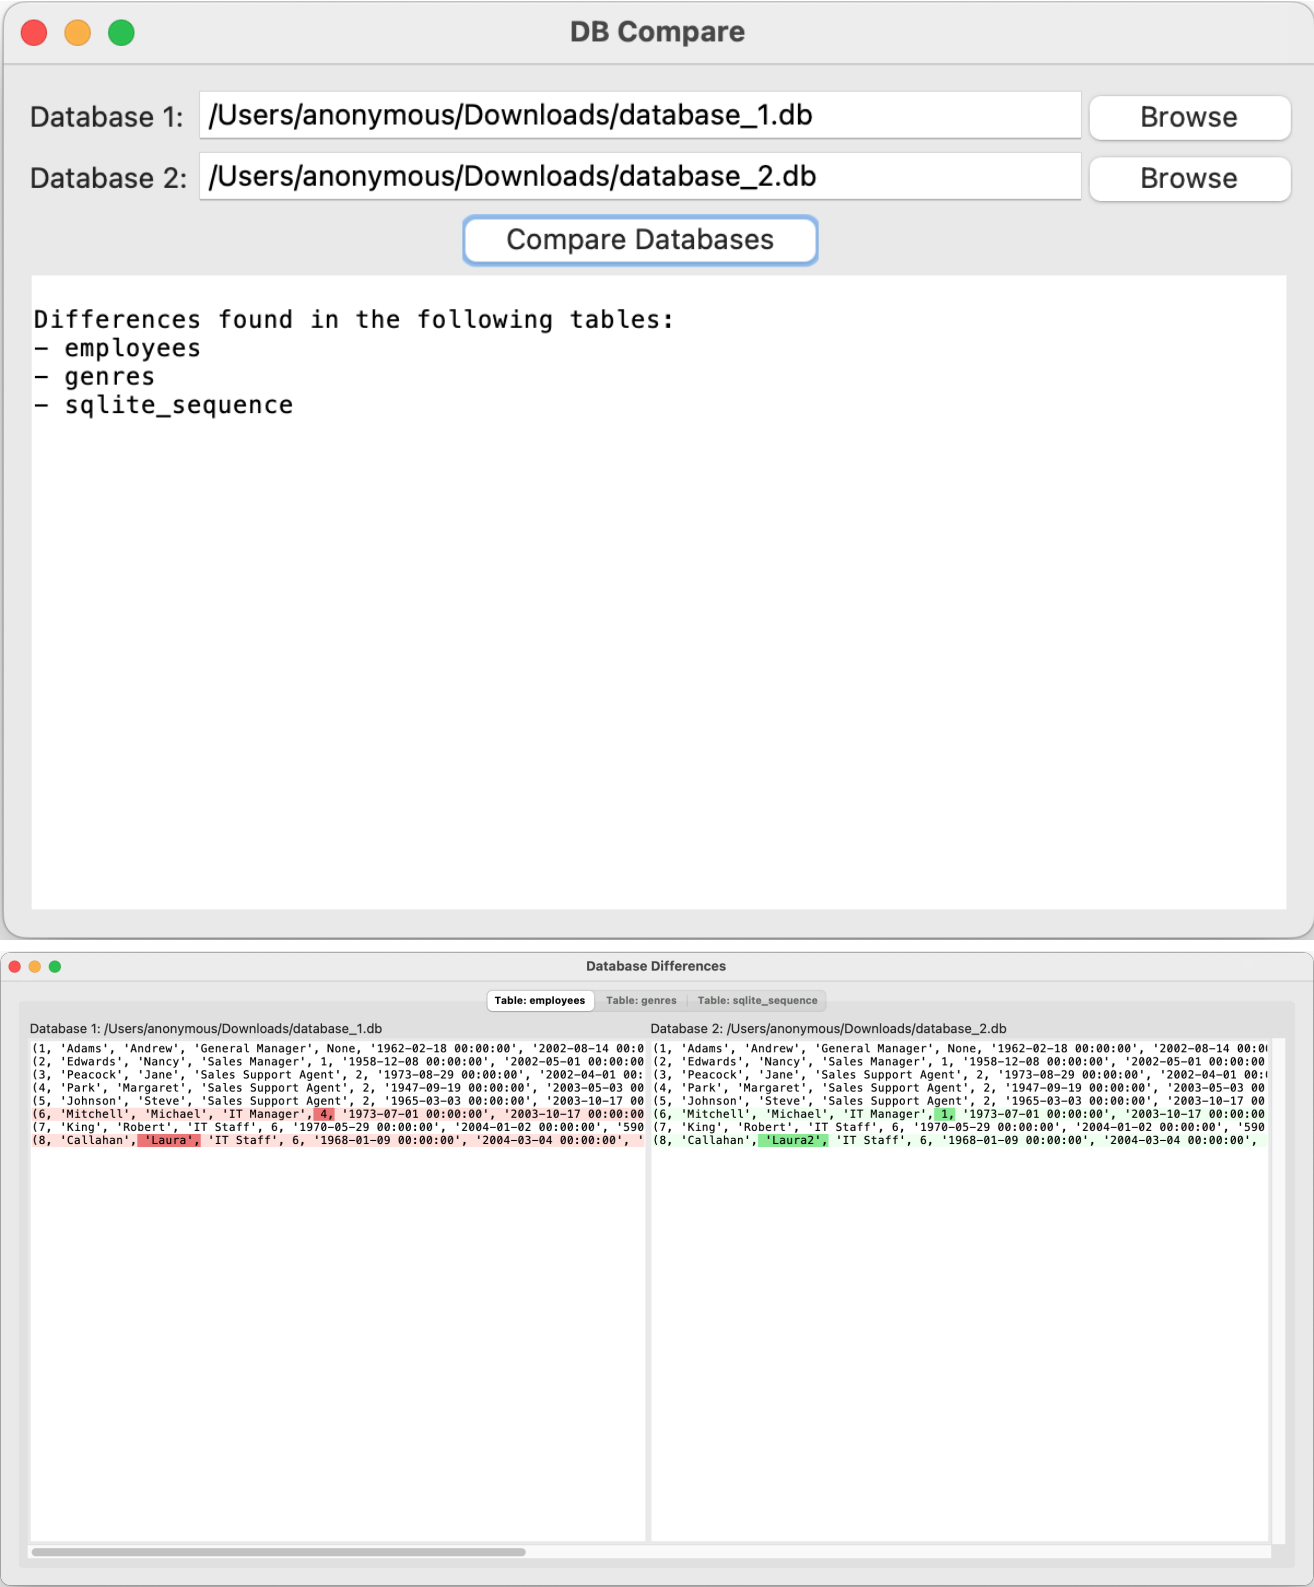 DB Compare
Database 1: /Users/anonymous/Downloads/database_1.db Browse
Database 2: /Users/anonymous/Downloads/database_2.db Browse
Compare Databases
Differences found in the following tables:
- employees
- genres
- sqlite_sequence
Database Differences
Table: employees Table: genres Table: sqlite_sequence
Database 1: /Users/anonymous/Downloads/database_1.db
(1, 'Adams', 'Andrew', 'General Manager', None, '1962-02-18 00:00:00', '2002-08-14 00:0
(2, 'Edwards', 'Nancy', 'Sales Manager', 1, '1958-12-08 00:00:00', '2002-05-01 00:00:00
(3, 'Peacock', 'Jane', 'Sales Support Agent', 2, '1973-08-29 00:00:00', '2002-04-01 00:
(4, 'Park', 'Margaret', 'Sales Support Agent', 2, '1947-09-19 00:00:00', '2003-05-03 00
(5, 'Johnson', 'Steve', 'Sales Support Agent', 2, '1965-03-03 00:00:00', '2003-10-17 00
(6, 'Mitchell', 'Michael', 'IT Manager', 4, '1973-07-01 00:00:00', '2003-10-17 00:00:00
(7, 'King', 'Robert', 'IT Staff', 6, '1970-05-29 00:00:00', '2004-01-02 00:00:00', '590
(8, 'Callahan', 'Laura', 'IT Staff', 6, '1968-01-09 00:00:00', '2004-03-04 00:00:00', '
Database 2: /Users/anonymous/Downloads/database_2.db
(1, 'Adams', 'Andrew', 'General Manager', None, '1962-02-18 00:00:00', '2002-08-14 00:0
(2, 'Edwards', 'Nancy', 'Sales Manager', 1, '1958-12-08 00:00:00', '2002-05-01 00:00:00
(3, 'Peacock', 'Jane', 'Sales Support Agent', 2, '1973-08-29 00:00:00', '2002-04-01 00:
(4, 'Park', 'Margaret', 'Sales Support Agent', 2, '1947-09-19 00:00:00', '2003-05-03 00
(5, 'Johnson', 'Steve', 'Sales Support Agent', 2, '1965-03-03 00:00:00', '2003-10-17 00
(6, 'Mitchell', 'Michael', 'IT Manager', 1, '1973-07-01 00:00:00', '2003-10-17 00:00:00
(7, 'King', 'Robert', 'IT Staff', 6, '1970-05-29 00:00:00', '2004-01-02 00:00:00', '590
(8, 'Callahan', 'Laura2', 'IT Staff', 6, '1968-01-09 00:00:00', '2004-03-04 00:00:00',